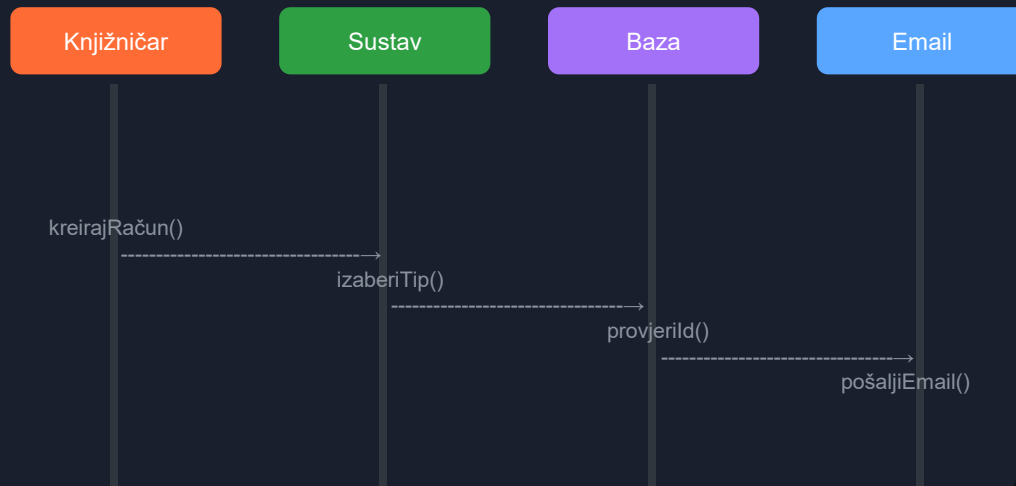 Knjižničar
Sustav
Baza
Email
kreirajRačun()
izaberiTip()
provjeriId()
pošaljiEmail()